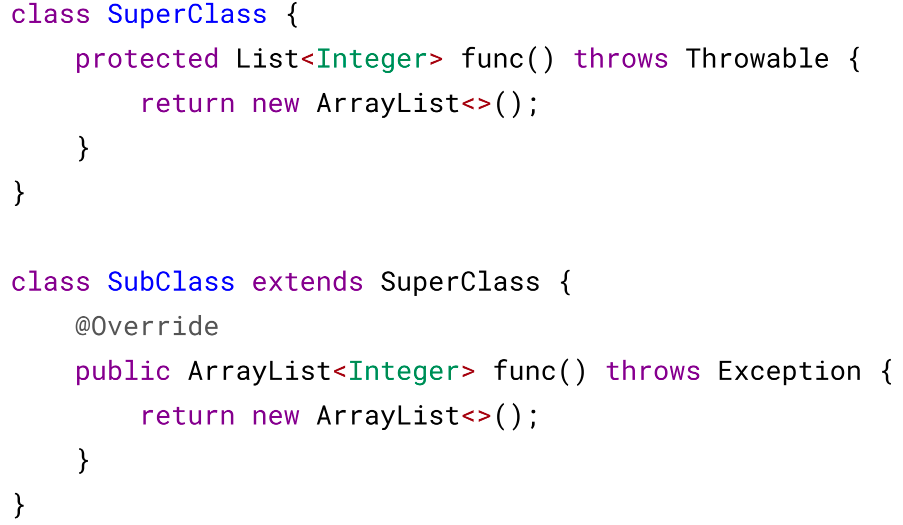 class SuperClass {
    protected List<Integer> func() throws Throwable {
        return new ArrayList<>();
    }
}

class SubClass extends SuperClass {
    @Override
    public ArrayList<Integer> func() throws Exception {
        return new ArrayList<>();
    }
}